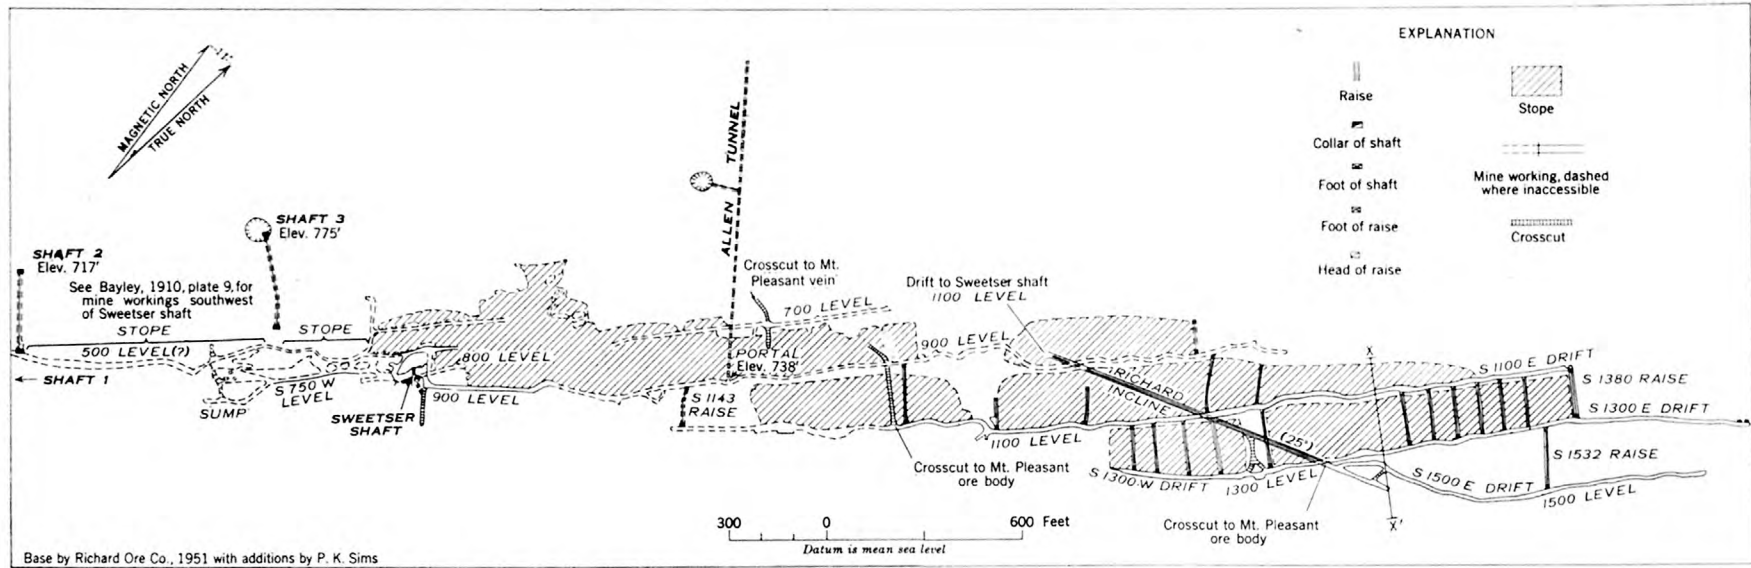 EXPLANATION
Raise
Collar of shaft
Foot of shaft
Foot of raise
Head of raise
Stope
Mine working, dashed
where inaccessible
Crosscut
MAGNETIC NORTH
TRUE NORTH
SHAFT 2
Elev. 717'
SHAFT 3
Elev. 775'
See Bayley, 1910, plate 9, for
mine workings southwest
of Sweetser shaft
STOPE
STOPE
500 LEVEL(?)
SHAFT 1
SUMP
S 750 W
LEVEL
SWEETSER
SHAFT
800 LEVEL
900 LEVEL
ALLEN TUNNEL
Crosscut to Mt.
Pleasant vein
700 LEVEL
PORTAL
Elev. 738'
S 1143
RAISE
900 LEVEL
Drift to Sweetser shaft
1100 LEVEL
1100 LEVEL
Crosscut to Mt. Pleasant
ore body
RICHARD
INCLINE
(25°)
S 1300 W DRIFT
1300 LEVEL
X
X'
S 1100 E DRIFT
S 1380 RAISE
S 1300 E DRIFT
S 1532 RAISE
S 1500 E DRIFT
1500 LEVEL
Crosscut to Mt. Pleasant
ore body
300 0 600 Feet
Datum is mean sea level
Base by Richard Ore Co., 1951 with additions by P. K. Sims